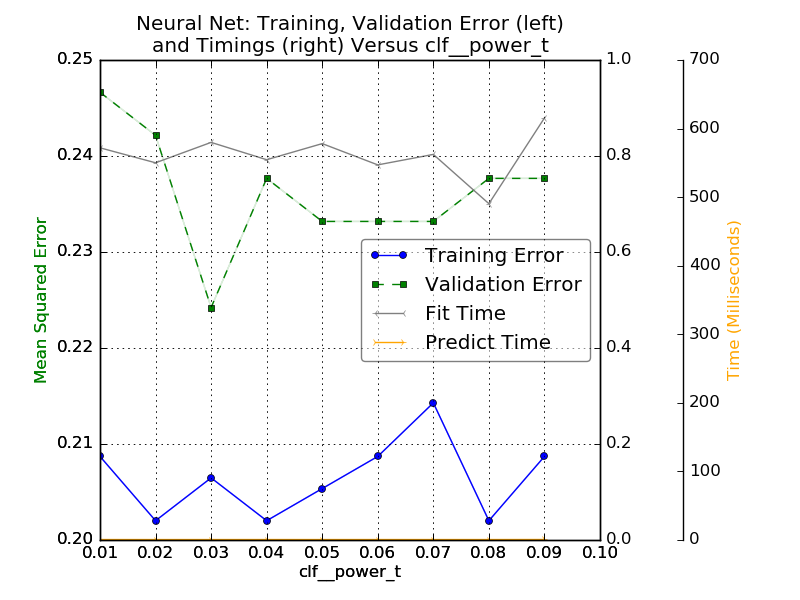 Neural Net: Training, Validation Error (left)
and Timings (right) Versus clf__power_t
0.25
0.24
0.23
0.22
0.21
0.20
Mean Squared Error
1.0
0.8
0.6
0.4
0.2
0.0
700
600
500
400
300
200
100
0
Time (Milliseconds)
Training Error
Validation Error
Fit Time
Predict Time
0.01 0.02 0.03 0.04 0.05 0.06 0.07 0.08 0.09 0.10
clf__power_t